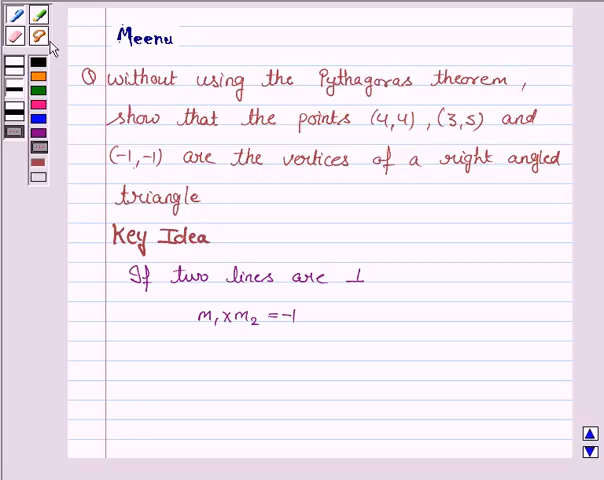 Meenu
Q without using the Pythagoras theorem,
show that the points (4,4), (3,5) and
(-1,-1) are the vertices of a right angled
triangle
Key Idea
If two lines are ⊥
m₁ × m₂ = -1